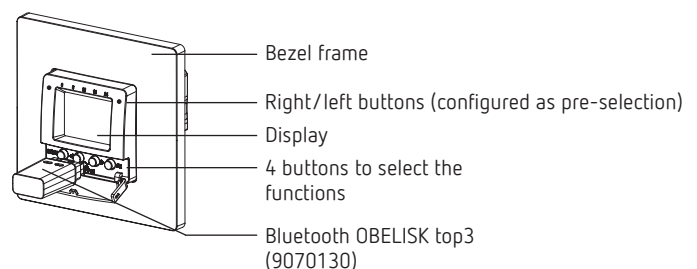 Bezel frame
Right/left buttons (configured as pre-selection)
Display
4 buttons to select the
functions
Bluetooth OBELISK top3
(9070130)